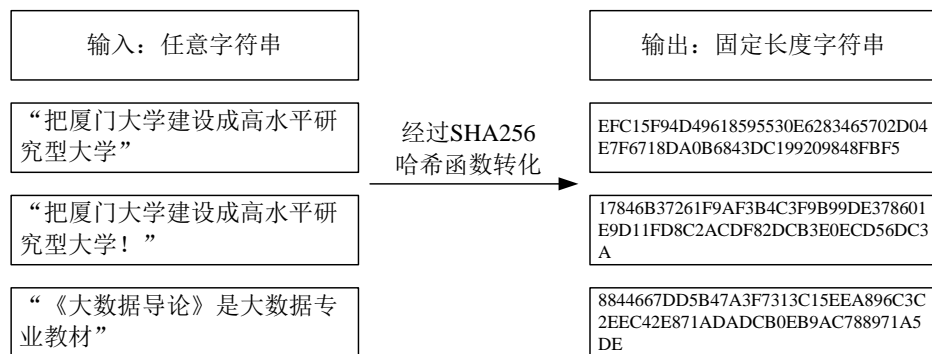 输入：任意字符串
输出：固定长度字符串
“把厦门大学建设成高水平研
究型大学”
经过SHA256
哈希函数转化
EFC15F94D49618595530E6283465702D04
E7F6718DA0B6843DC199209848FBF5
“把厦门大学建设成高水平研
究型大学！”
17846B37261F9AF3B4C3F9B99DE378601
E9D11FD8C2ACDF82DCB3E0ECD56DC3
A
“《大数据导论》是大数据专
业教材”
8844667DD5B47A3F7313C15EEA896C3C
2EEC42E871ADADCB0EB9AC788971A5
DE